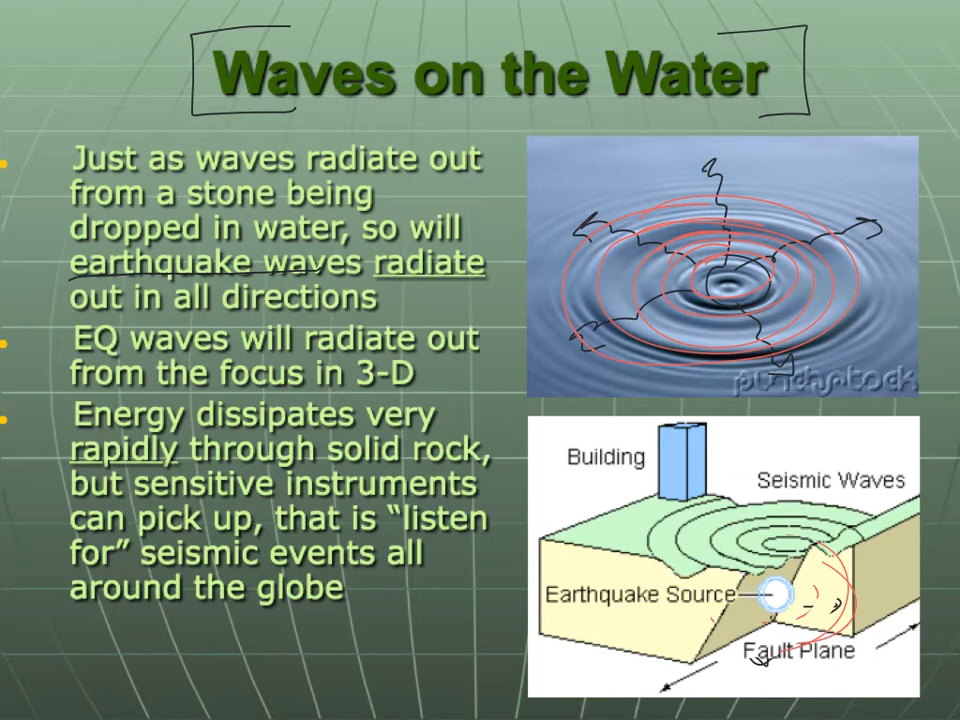 Waves on the Water
Just as waves radiate out
from a stone being
dropped in water, so will
earthquake waves radiate
out in all directions
EQ waves will radiate out
from the focus in 3-D
Energy dissipates very
rapidly through solid rock,
but sensitive instruments
can pick up, that is “listen
for” seismic events all
around the globe
Building
Seismic Waves
Earthquake Source
Fault Plane